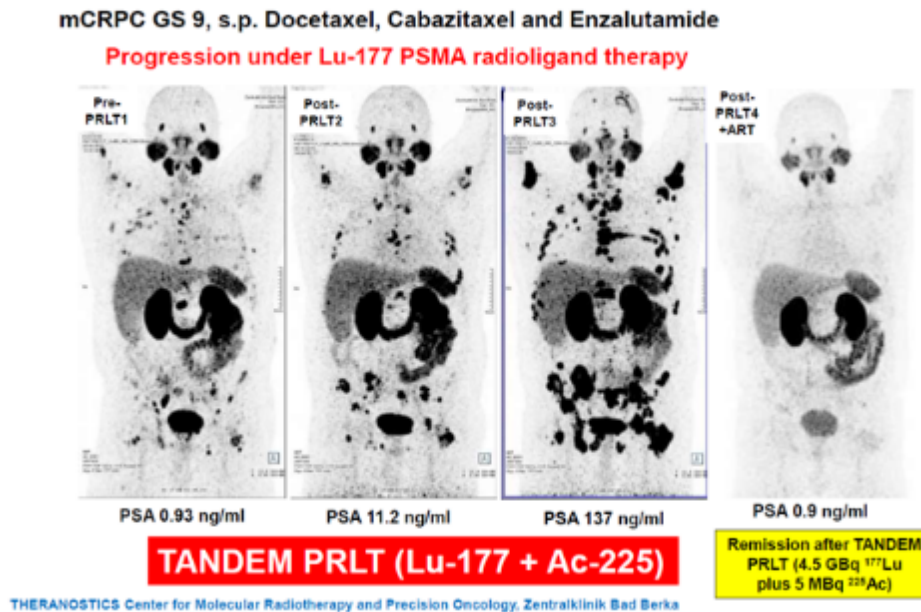 mCRPC GS 9, s.p. Docetaxel, Cabazitaxel and Enzalutamide
Progression under Lu-177 PSMA radioligand therapy
Pre-
PRLT1
Post-
PRLT2
Post-
PRLT3
Post-
PRLT4
+ART
PSA 0.93 ng/ml
PSA 11.2 ng/ml
PSA 137 ng/ml
PSA 0.9 ng/ml
TANDEM PRLT (Lu-177 + Ac-225)
Remission after TANDEM
PRLT (4.5 GBq ¹⁷⁷Lu
plus 5 MBq ²²⁵Ac)
THERANOSTICS Center for Molecular Radiotherapy and Precision Oncology, Zentralklinik Bad Berka